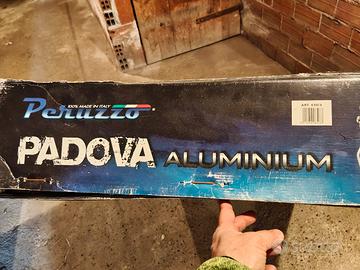 100% MADE IN ITALY
Peruzzo
PADOVA ALUMINIUM